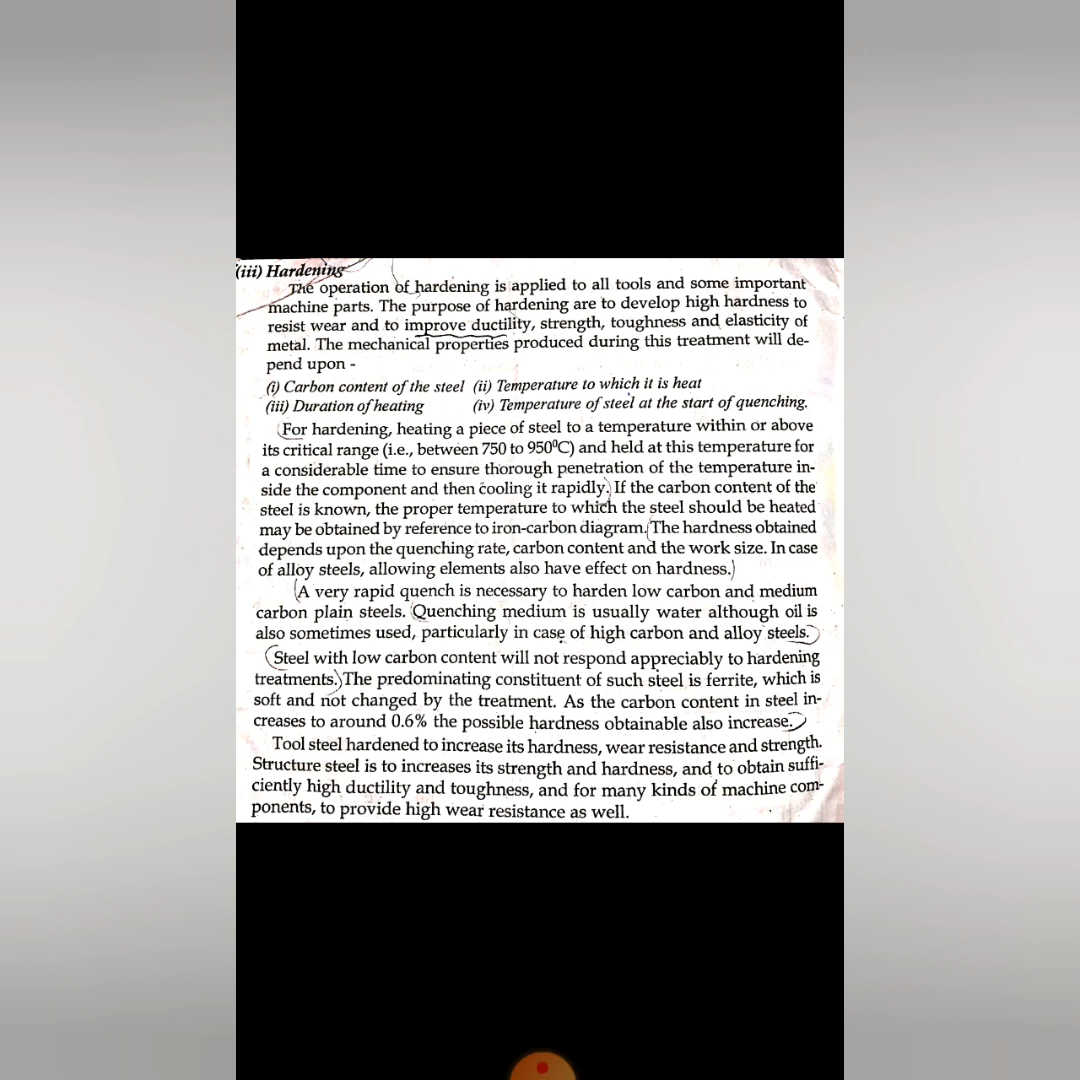 (iii) Hardening
The operation of hardening is applied to all tools and some important
machine parts. The purpose of hardening are to develop high hardness to
resist wear and to improve ductility, strength, toughness and elasticity of
metal. The mechanical properties produced during this treatment will de-
pend upon -
(i) Carbon content of the steel (ii) Temperature to which it is heat
(iii) Duration of heating (iv) Temperature of steel at the start of quenching.
(For hardening, heating a piece of steel to a temperature within or above
its critical range (i.e., between 750 to 950⁰C) and held at this temperature for
a considerable time to ensure thorough penetration of the temperature in-
side the component and then cooling it rapidly.) If the carbon content of the
steel is known, the proper temperature to which the steel should be heated
may be obtained by reference to iron-carbon diagram. (The hardness obtained
depends upon the quenching rate, carbon content and the work size. In case
of alloy steels, allowing elements also have effect on hardness.)
(A very rapid quench is necessary to harden low carbon and medium
carbon plain steels. (Quenching medium is usually water although oil is
also sometimes used, particularly in case of high carbon and alloy steels.)
(Steel with low carbon content will not respond appreciably to hardening
treatments.) The predominating constituent of such steel is ferrite, which is
soft and not changed by the treatment. As the carbon content in steel in-
creases to around 0.6% the possible hardness obtainable also increase.)
Tool steel hardened to increase its hardness, wear resistance and strength.
Structure steel is to increases its strength and hardness, and to obtain suffi-
ciently high ductility and toughness, and for many kinds of machine com-
ponents, to provide high wear resistance as well.